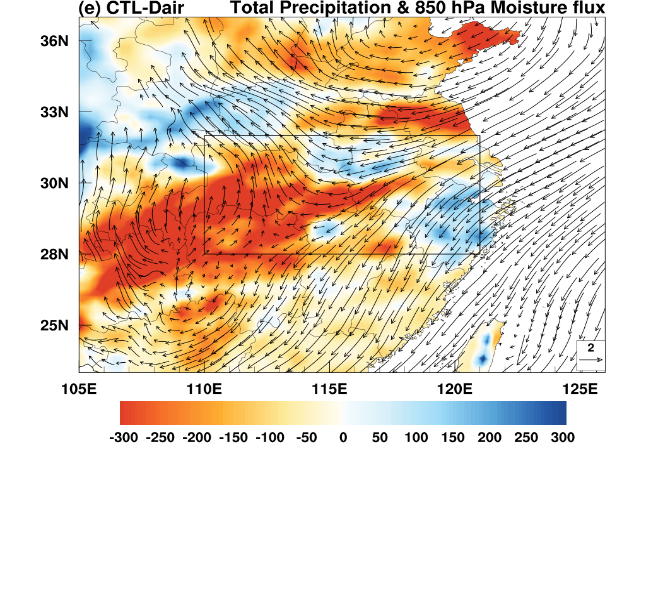 (e) CTL-Dair Total Precipitation & 850 hPa Moisture flux
36N
33N
30N
28N
25N
2
105E 110E 115E 120E 125E
-300 -250 -200 -150 -100 -50 0 50 100 150 200 250 300